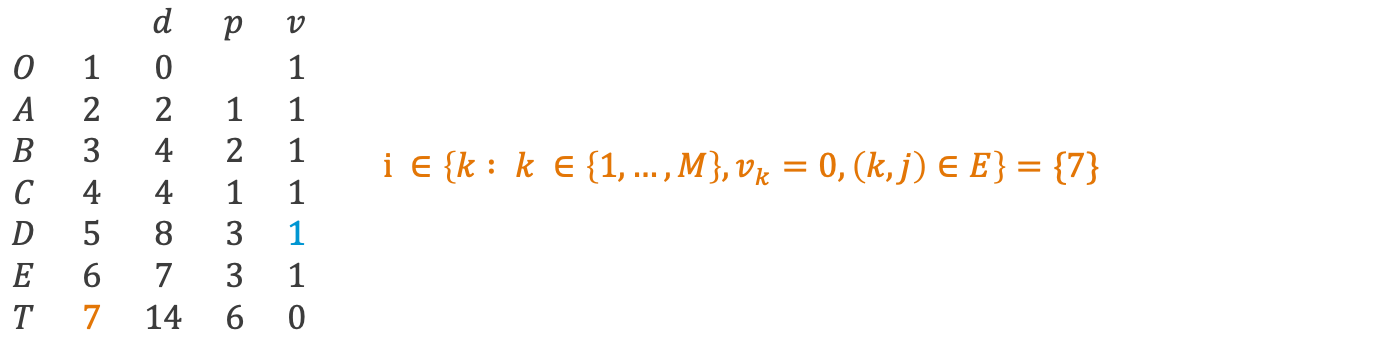 d p v
O 1 0 1
A 2 2 1 1
B 3 4 2 1
C 4 4 1 1
D 5 8 3 1
E 6 7 3 1
T 7 14 6 0
i ∈ {k : k ∈ {1, … , M}, vₖ = 0, (k, j) ∈ E} = {7}